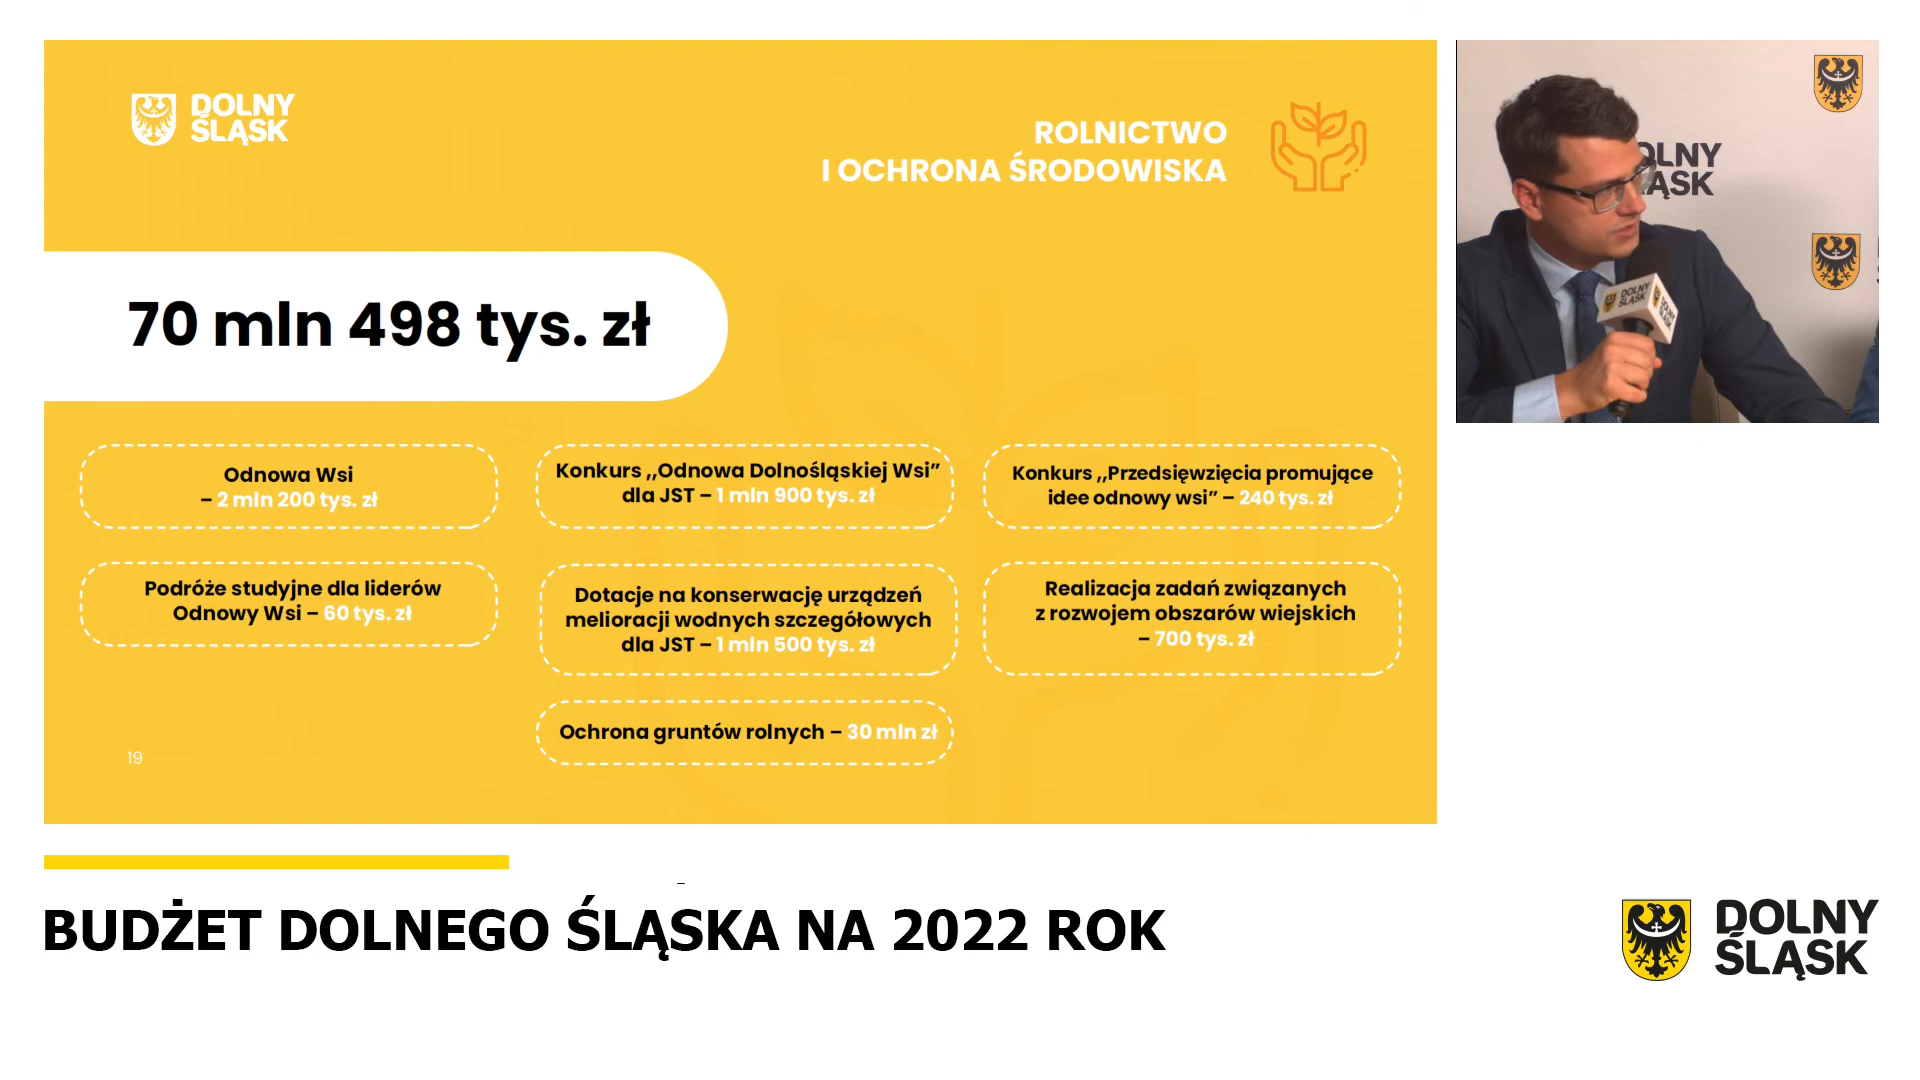 DOLNY
ŚLĄSK
ROLNICTWO
I OCHRONA ŚRODOWISKA
70 mln 498 tys. zł
Odnowa Wsi
– 2 mln 200 tys. zł
Konkurs ,,Odnowa Dolnośląskiej Wsi”
dla JST – 1 mln 900 tys. zł
Konkurs ,,Przedsięwzięcia promujące
idee odnowy wsi” – 240 tys. zł
Podróże studyjne dla liderów
Odnowy Wsi – 60 tys. zł
Dotacje na konserwację urządzeń
melioracji wodnych szczegółowych
dla JST – 1 mln 500 tys. zł
Realizacja zadań związanych
z rozwojem obszarów wiejskich
– 700 tys. zł
Ochrona gruntów rolnych – 30 mln zł
19
OLNY
ĄSK
DOLNY
ŚLĄSK
BUDŻET DOLNEGO ŚLĄSKA NA 2022 ROK
DOLNY
ŚLĄSK